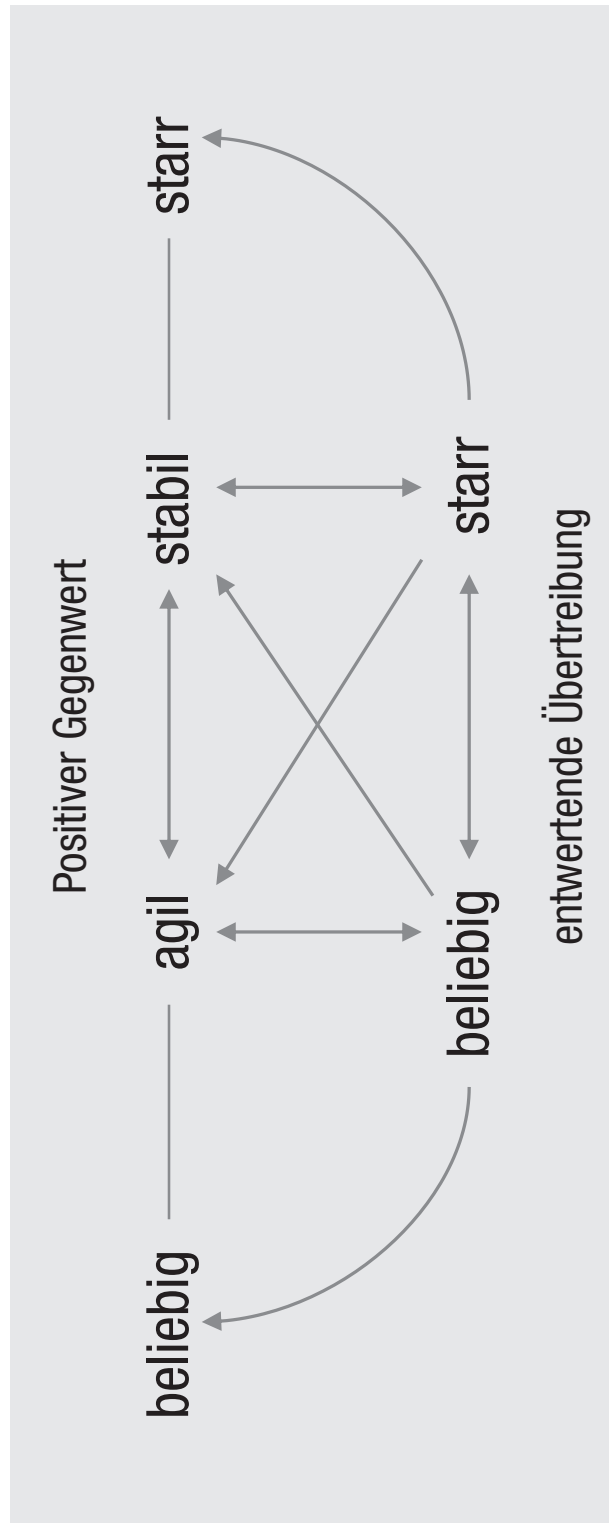 Positiver Gegenwert
beliebig agil stabil starr
beliebig starr
entwertende Übertreibung